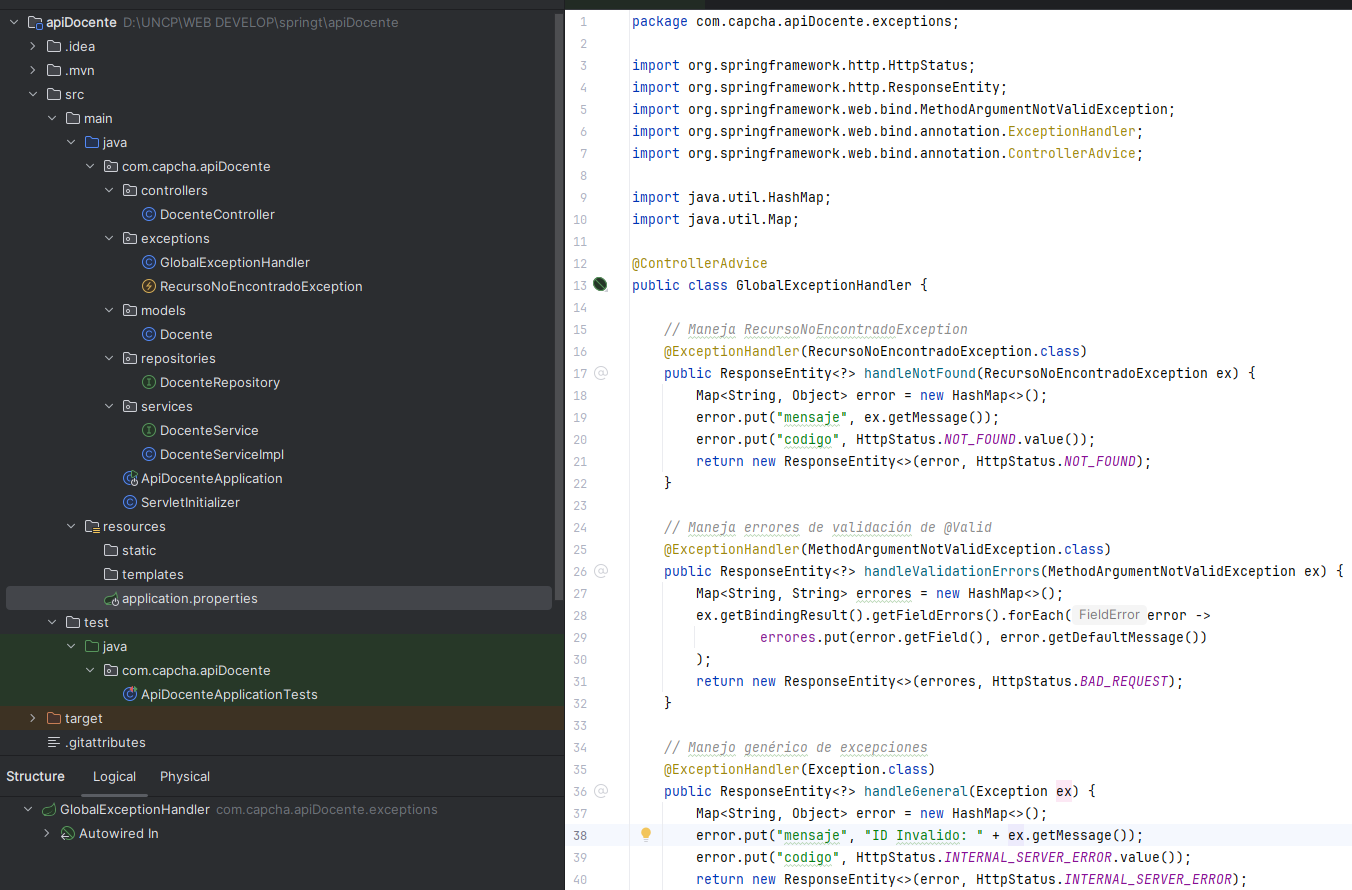 apiDocente D:\UNCP\WEB DEVELOP\springt\apiDocente
.idea
.mvn
src
main
java
com.capcha.apiDocente
controllers
DocenteController
exceptions
GlobalExceptionHandler
RecursoNoEncontradoException
models
Docente
repositories
DocenteRepository
services
DocenteService
DocenteServiceImpl
ApiDocenteApplication
ServletInitializer
resources
static
templates
application.properties
test
java
com.capcha.apiDocente
ApiDocenteApplicationTests
target
.gitattributes
Structure Logical Physical
GlobalExceptionHandler com.capcha.apiDocente.exceptions
Autowired In
1 package com.capcha.apiDocente.exceptions;
2
3 import org.springframework.http.HttpStatus;
4 import org.springframework.http.ResponseEntity;
5 import org.springframework.web.bind.MethodArgumentNotValidException;
6 import org.springframework.web.bind.annotation.ExceptionHandler;
7 import org.springframework.web.bind.annotation.ControllerAdvice;
8
9 import java.util.HashMap;
10 import java.util.Map;
11
12 @ControllerAdvice
13 public class GlobalExceptionHandler {
14
15 // Maneja RecursoNoEncontradoException
16 @ExceptionHandler(RecursoNoEncontradoException.class)
17 public ResponseEntity<?> handleNotFound(RecursoNoEncontradoException ex) {
18 Map<String, Object> error = new HashMap<>();
19 error.put("mensaje", ex.getMessage());
20 error.put("codigo", HttpStatus.NOT_FOUND.value());
21 return new ResponseEntity<>(error, HttpStatus.NOT_FOUND);
22 }
23
24 // Maneja errores de validación de @Valid
25 @ExceptionHandler(MethodArgumentNotValidException.class)
26 public ResponseEntity<?> handleValidationErrors(MethodArgumentNotValidException ex) {
27 Map<String, String> errores = new HashMap<>();
28 ex.getBindingResult().getFieldErrors().forEach( FieldError error ->
29 errores.put(error.getField(), error.getDefaultMessage())
30 );
31 return new ResponseEntity<>(errores, HttpStatus.BAD_REQUEST);
32 }
33
34 // Manejo genérico de excepciones
35 @ExceptionHandler(Exception.class)
36 public ResponseEntity<?> handleGeneral(Exception ex) {
37 Map<String, Object> error = new HashMap<>();
38 error.put("mensaje", "ID Invalido: " + ex.getMessage());
39 error.put("codigo", HttpStatus.INTERNAL_SERVER_ERROR.value());
40 return new ResponseEntity<>(error, HttpStatus.INTERNAL_SERVER_ERROR);